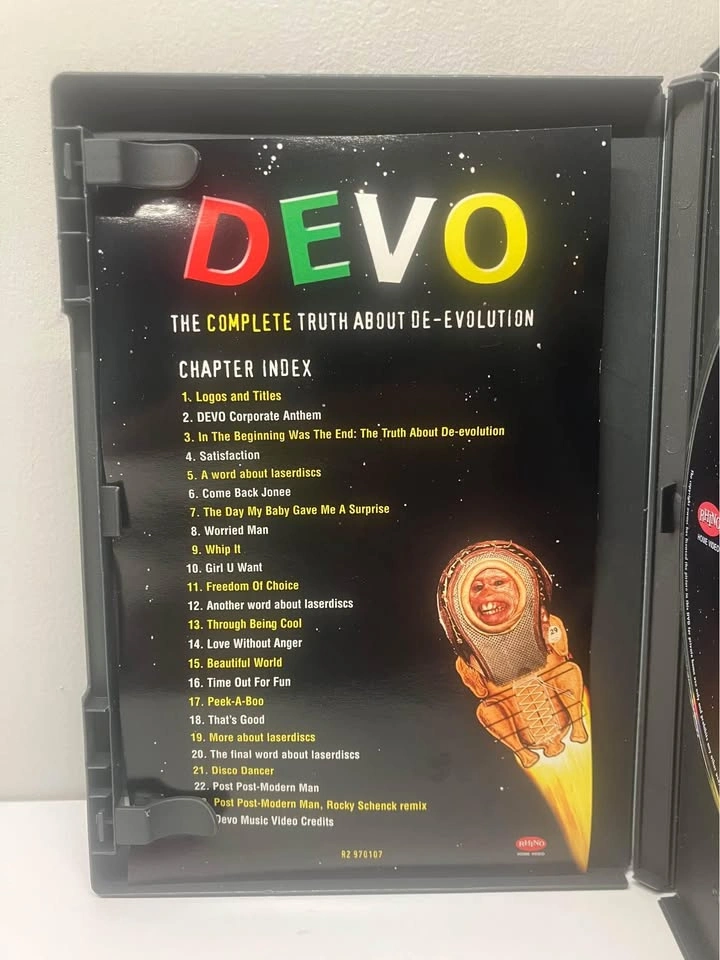 DEVO
THE COMPLETE TRUTH ABOUT DE-EVOLUTION
CHAPTER INDEX
1. Logos and Titles
2. DEVO Corporate Anthem
3. In The Beginning Was The End: The Truth About De-evolution
4. Satisfaction
5. A word about laserdiscs
6. Come Back Jonee
7. The Day My Baby Gave Me A Surprise
8. Worried Man
9. Whip It
10. Girl U Want
11. Freedom Of Choice
12. Another word about laserdiscs
13. Through Being Cool
14. Love Without Anger
15. Beautiful World
16. Time Out For Fun
17. Peek-A-Boo
18. That's Good
19. More about laserdiscs
20. The final word about laserdiscs
21. Disco Dancer
22. Post Post-Modern Man
Post Post-Modern Man, Rocky Schenck remix
Devo Music Video Credits
R2 970107
RHINO
HOME VIDEO
29
RHINO
HOME VIDEO